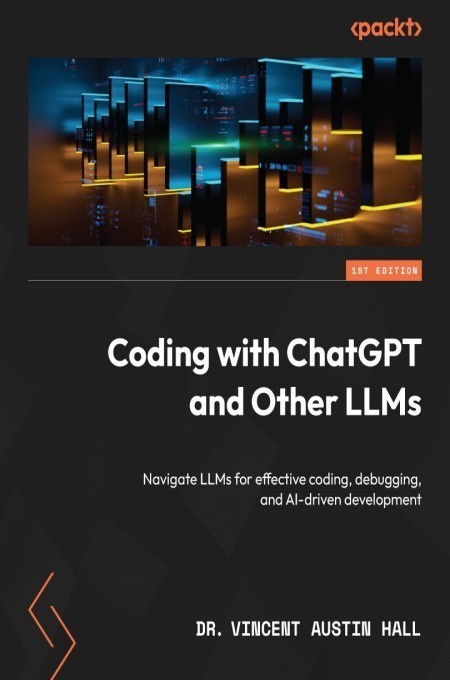 <packt>
1ST EDITION
Coding with ChatGPT
and Other LLMs
Navigate LLMs for effective coding, debugging,
and AI-driven development
DR. VINCENT AUSTIN HALL